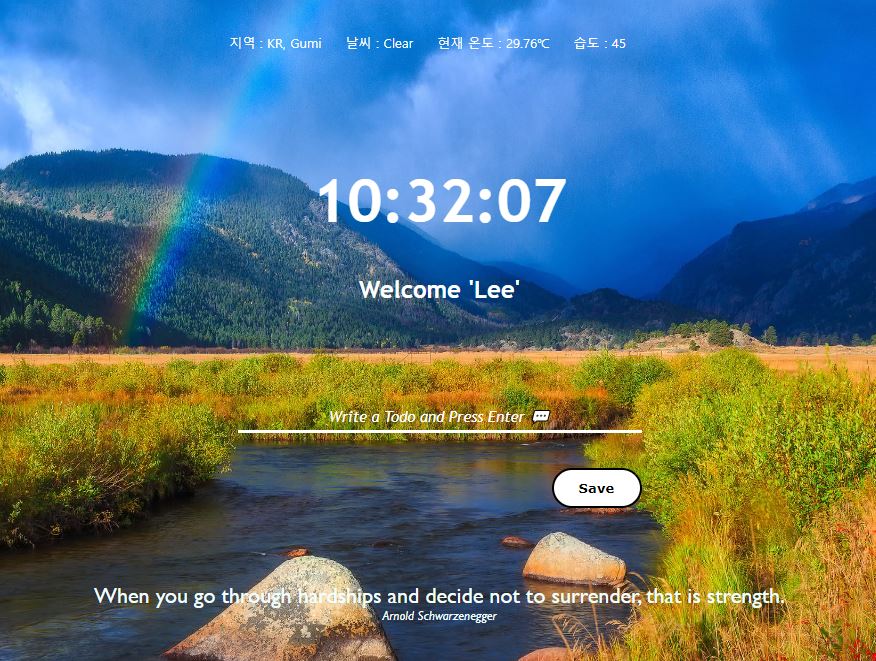 지역 : KR, Gumi 날씨 : Clear 현재 온도 : 29.76℃ 습도 : 45
10:32:07
Welcome 'Lee'
Write a Todo and Press Enter 💬
Save
When you go through hardships and decide not to surrender, that is strength.
Arnold Schwarzenegger